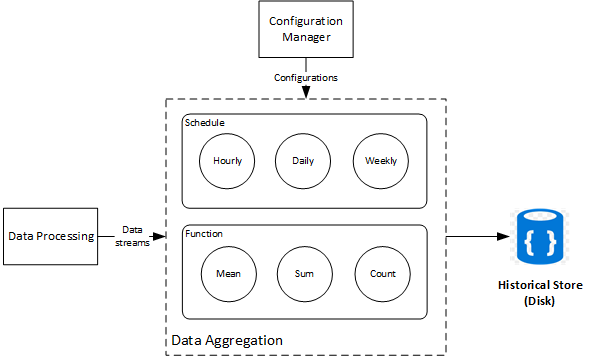 Configuration
Manager
Configurations
Schedule
Hourly
Daily
Weekly
Data Processing
Data
streams
Function
Mean
Sum
Count
{ }
Historical Store
(Disk)
Data Aggregation